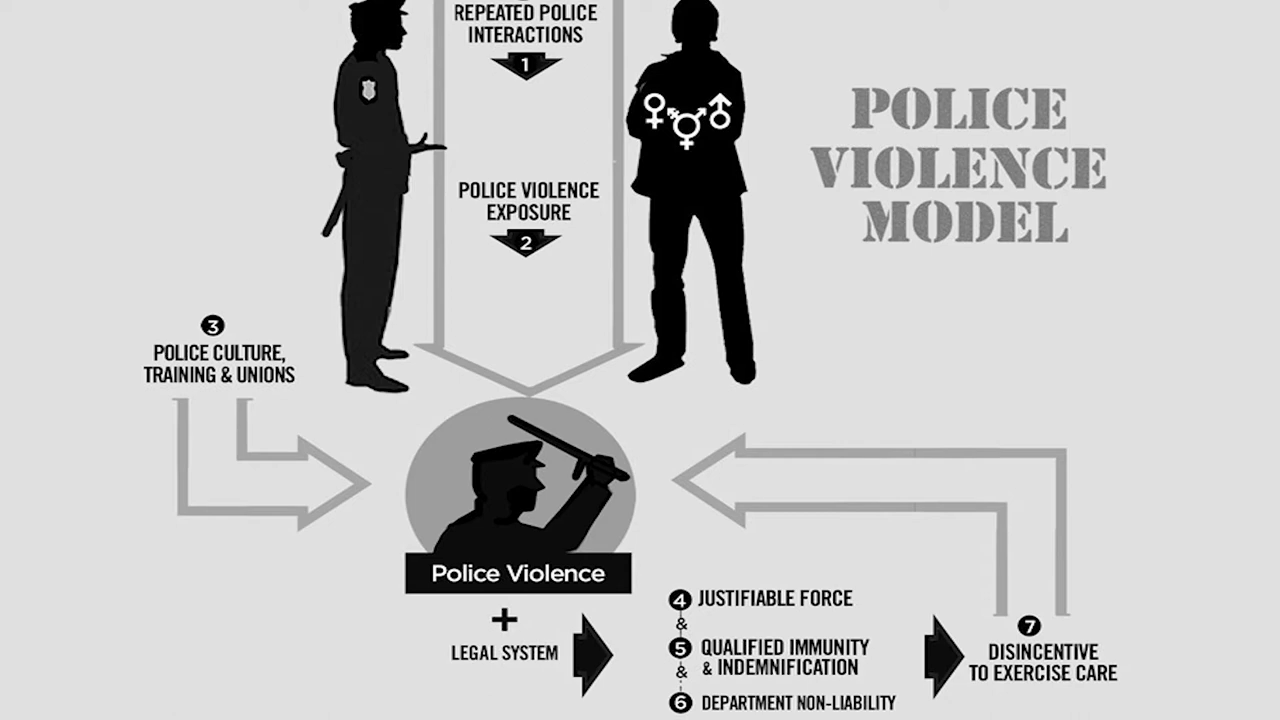 REPEATED POLICE
INTERACTIONS
1
POLICE VIOLENCE
EXPOSURE
2
POLICE
VIOLENCE
MODEL
3
POLICE CULTURE,
TRAINING & UNIONS
Police Violence
+
LEGAL SYSTEM
4 JUSTIFIABLE FORCE
&
5 QUALIFIED IMMUNITY
& INDEMNIFICATION
&
6 DEPARTMENT NON-LIABILITY
7
DISINCENTIVE
TO EXERCISE CARE